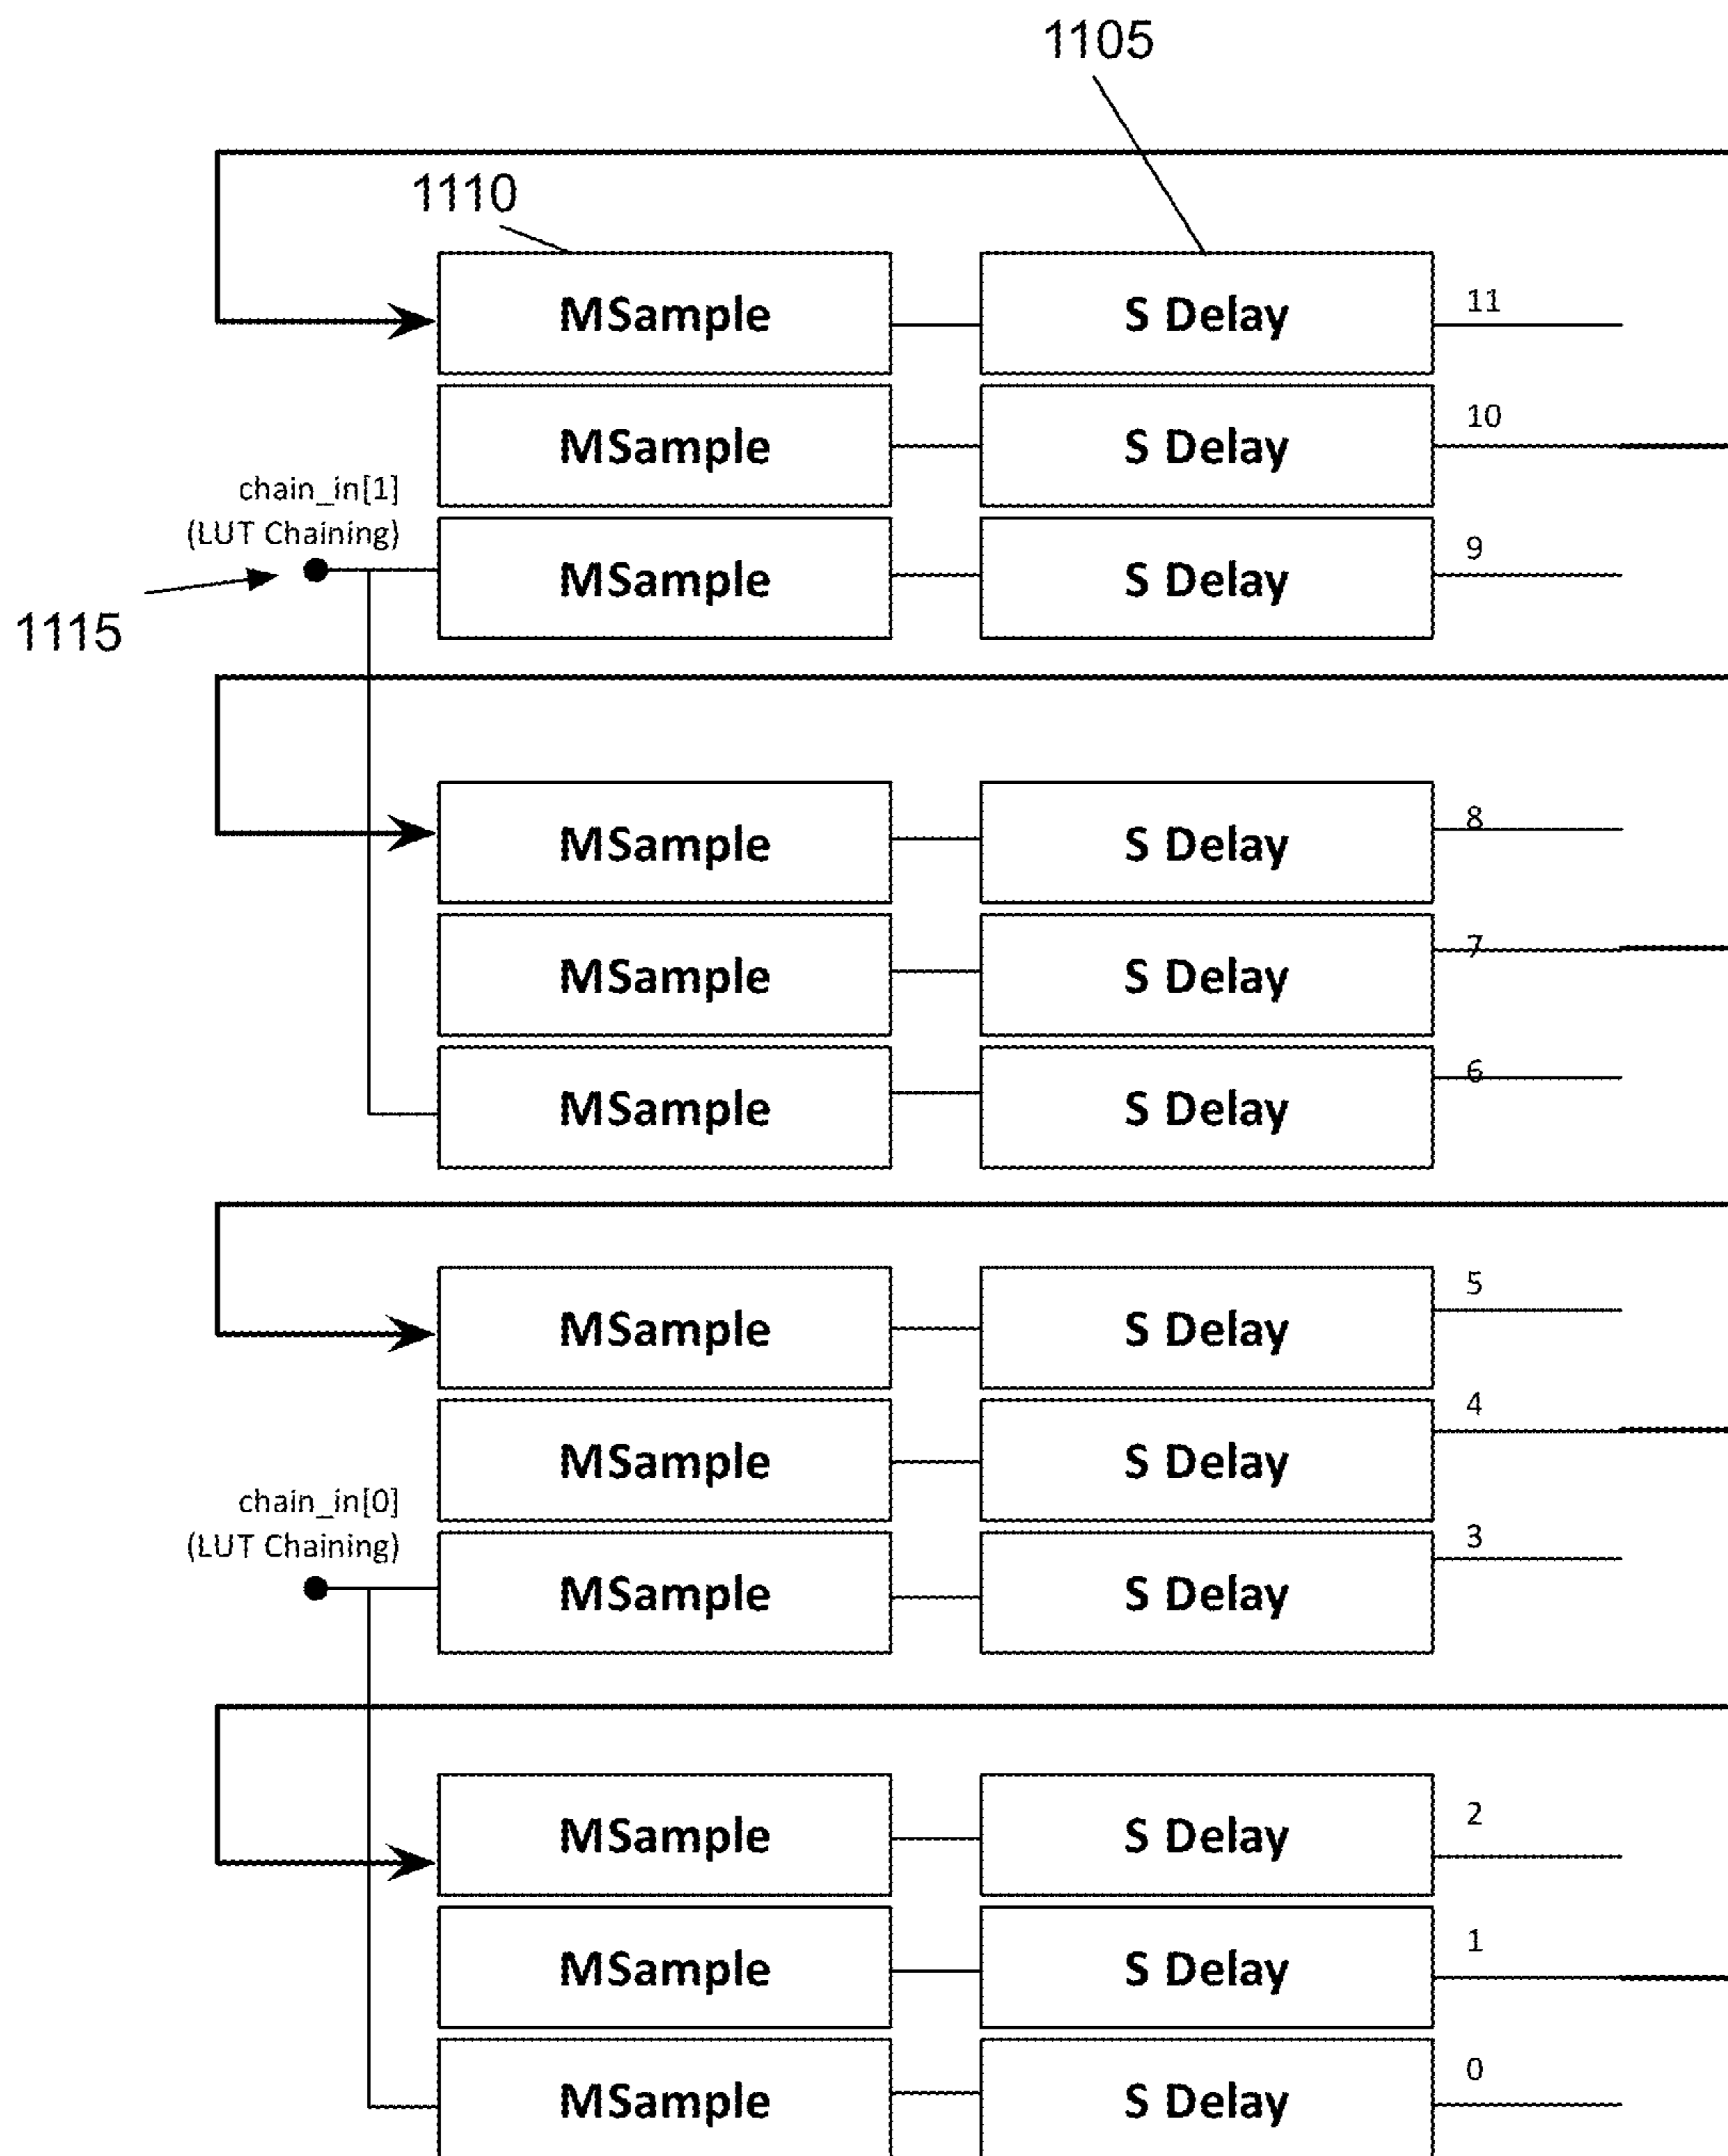 1105
1110
MSample S Delay 11
MSample S Delay 10
chain_in[1]
(LUT Chaining)
MSample S Delay 9
1115
MSample S Delay 8
MSample S Delay 7
MSample S Delay 6
MSample S Delay 5
MSample S Delay 4
chain_in[0]
(LUT Chaining)
MSample S Delay 3
MSample S Delay 2
MSample S Delay 1
MSample S Delay 0